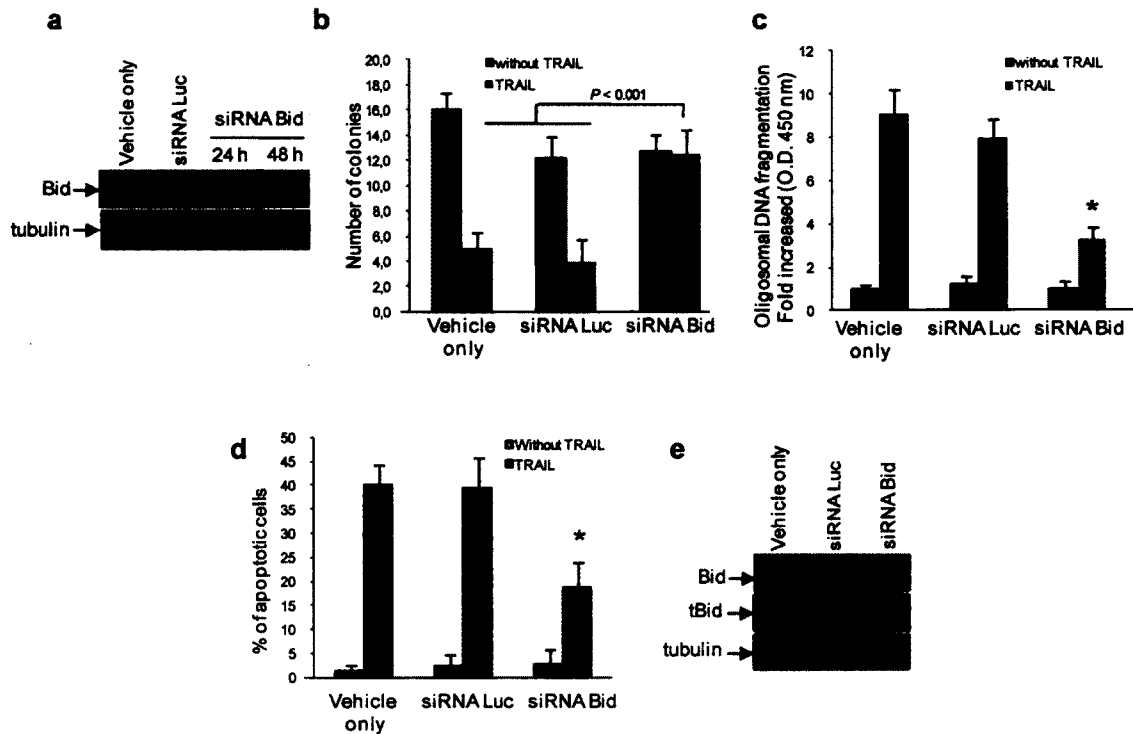 a
Vehicle only
siRNA Luc
siRNA Bid
24 h 48 h
Bid
tubulin
b
20,0
18,0
16,0
14,0
12,0
10,0
8,0
6,0
4,0
2,0
0,0
Number of colonies
without TRAIL
TRAIL
P < 0.001
Vehicle only
siRNA Luc
siRNA Bid
c
12
10
8
6
4
2
0
Oligosomal DNA fragmentation
Fold increased (O.D. 450 nm)
without TRAIL
TRAIL
*
Vehicle only
siRNA Luc
siRNA Bid
d
50
45
40
35
30
25
20
15
10
5
0
% of apoptotic cells
Without TRAIL
TRAIL
*
Vehicle only
siRNA Luc
siRNA Bid
e
Vehicle only
siRNA Luc
siRNA Bid
Bid
tBid
tubulin